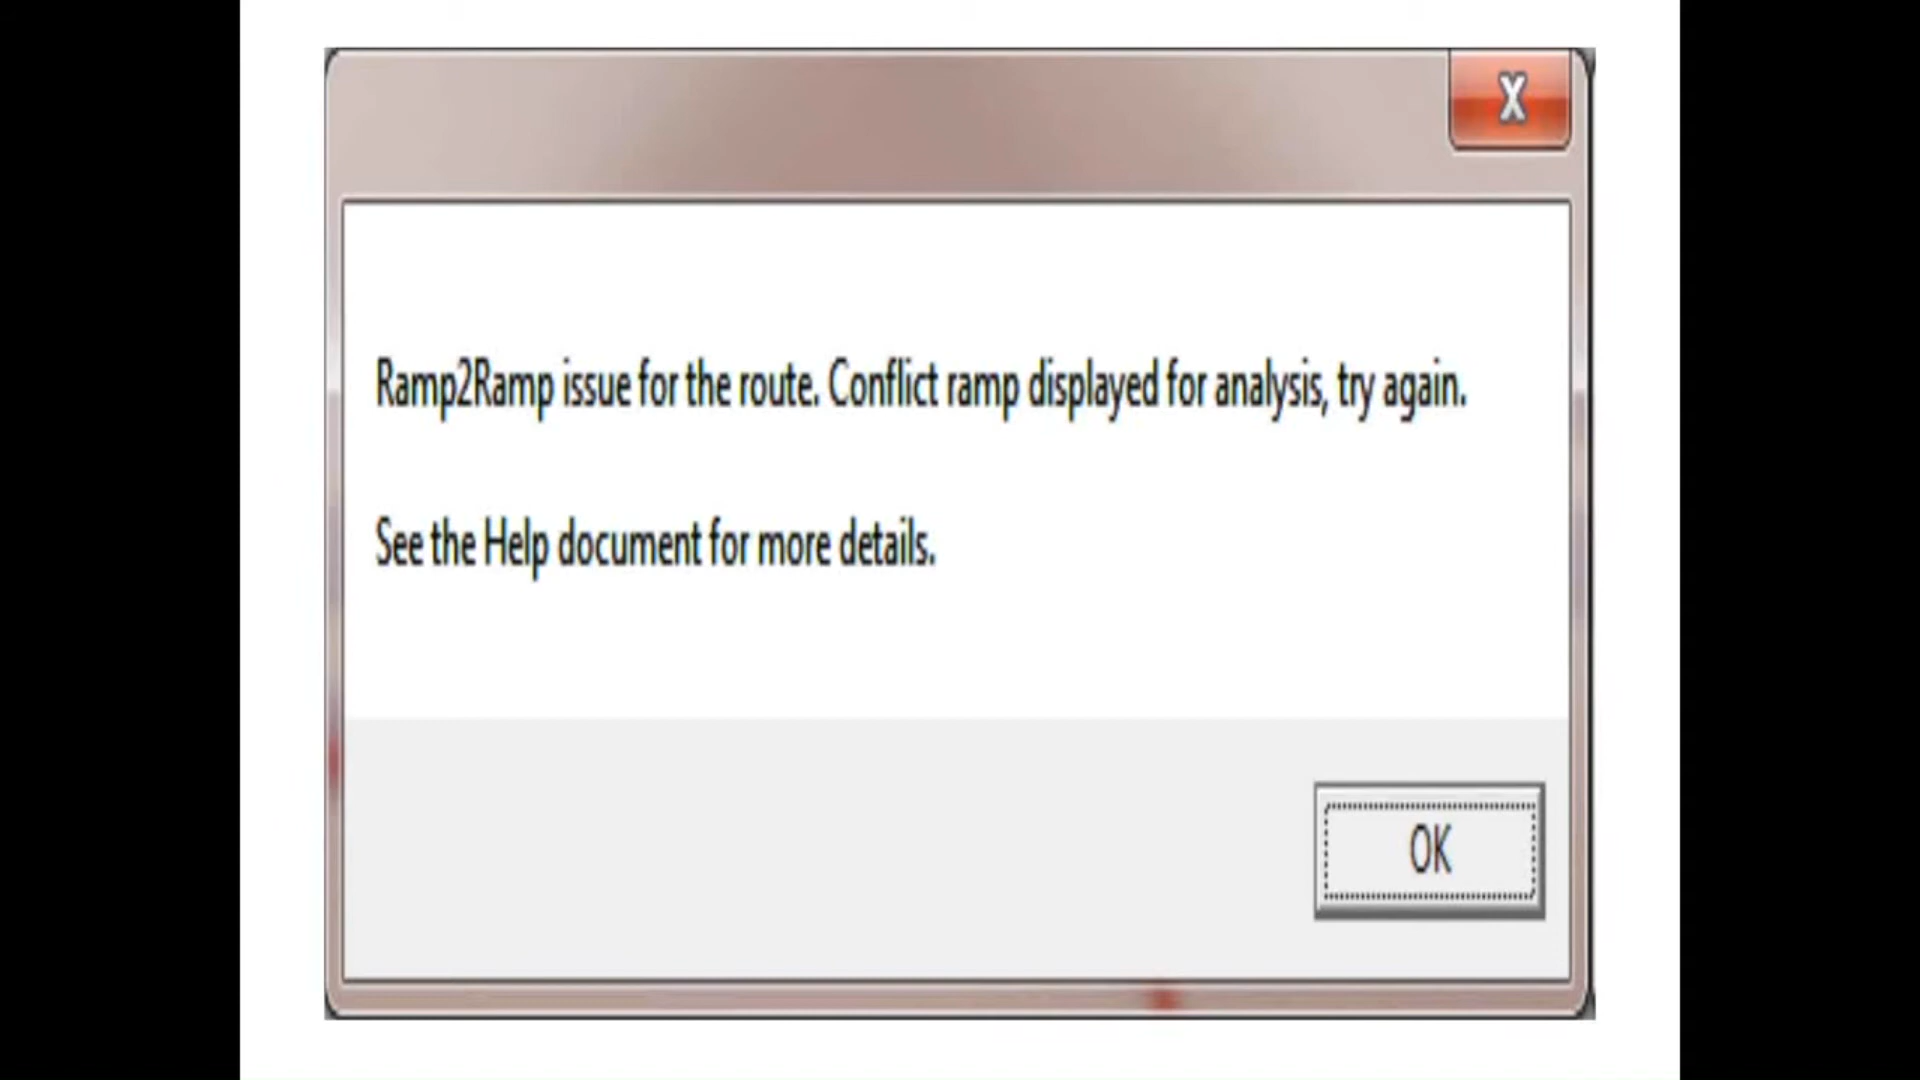 X
Ramp2Ramp issue for the route. Conflict ramp displayed for analysis, try again.
See the Help document for more details.
OK